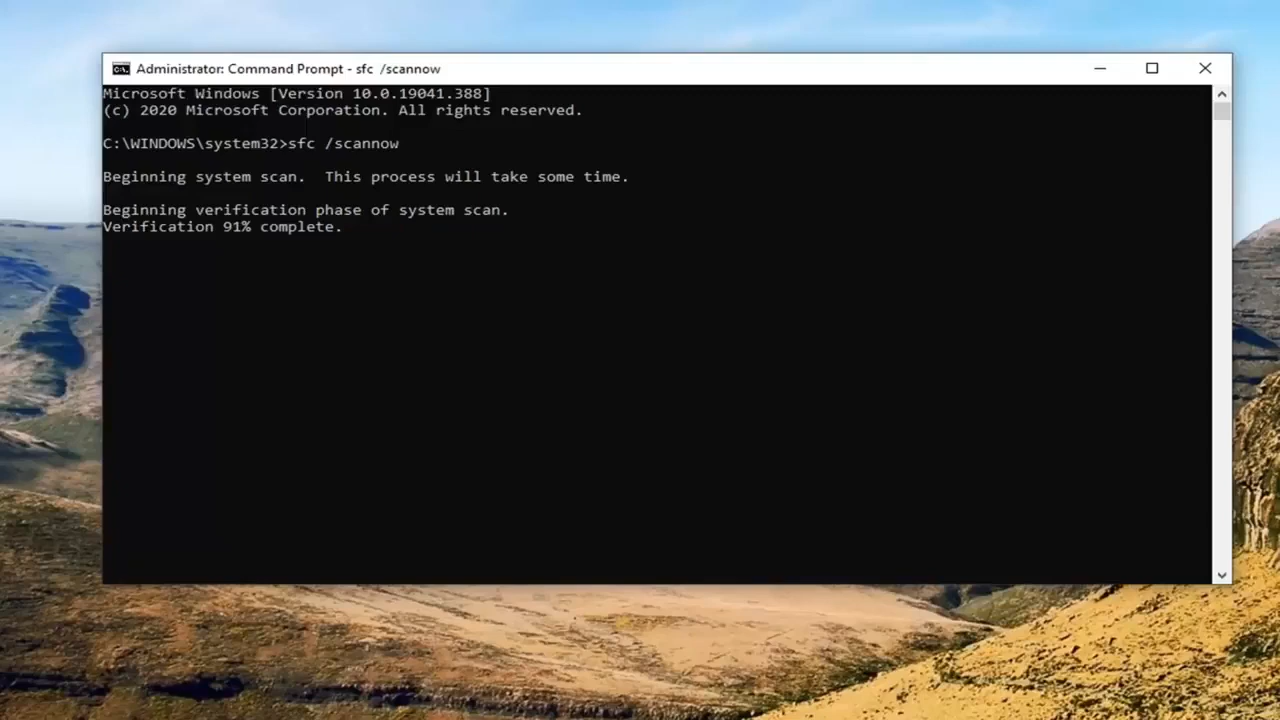 Administrator: Command Prompt - sfc  /scannow
Microsoft Windows [Version 10.0.19041.388]
(c) 2020 Microsoft Corporation. All rights reserved.
C:\WINDOWS\system32>sfc /scannow
Beginning system scan.  This process will take some time.
Beginning verification phase of system scan.
Verification 91% complete.